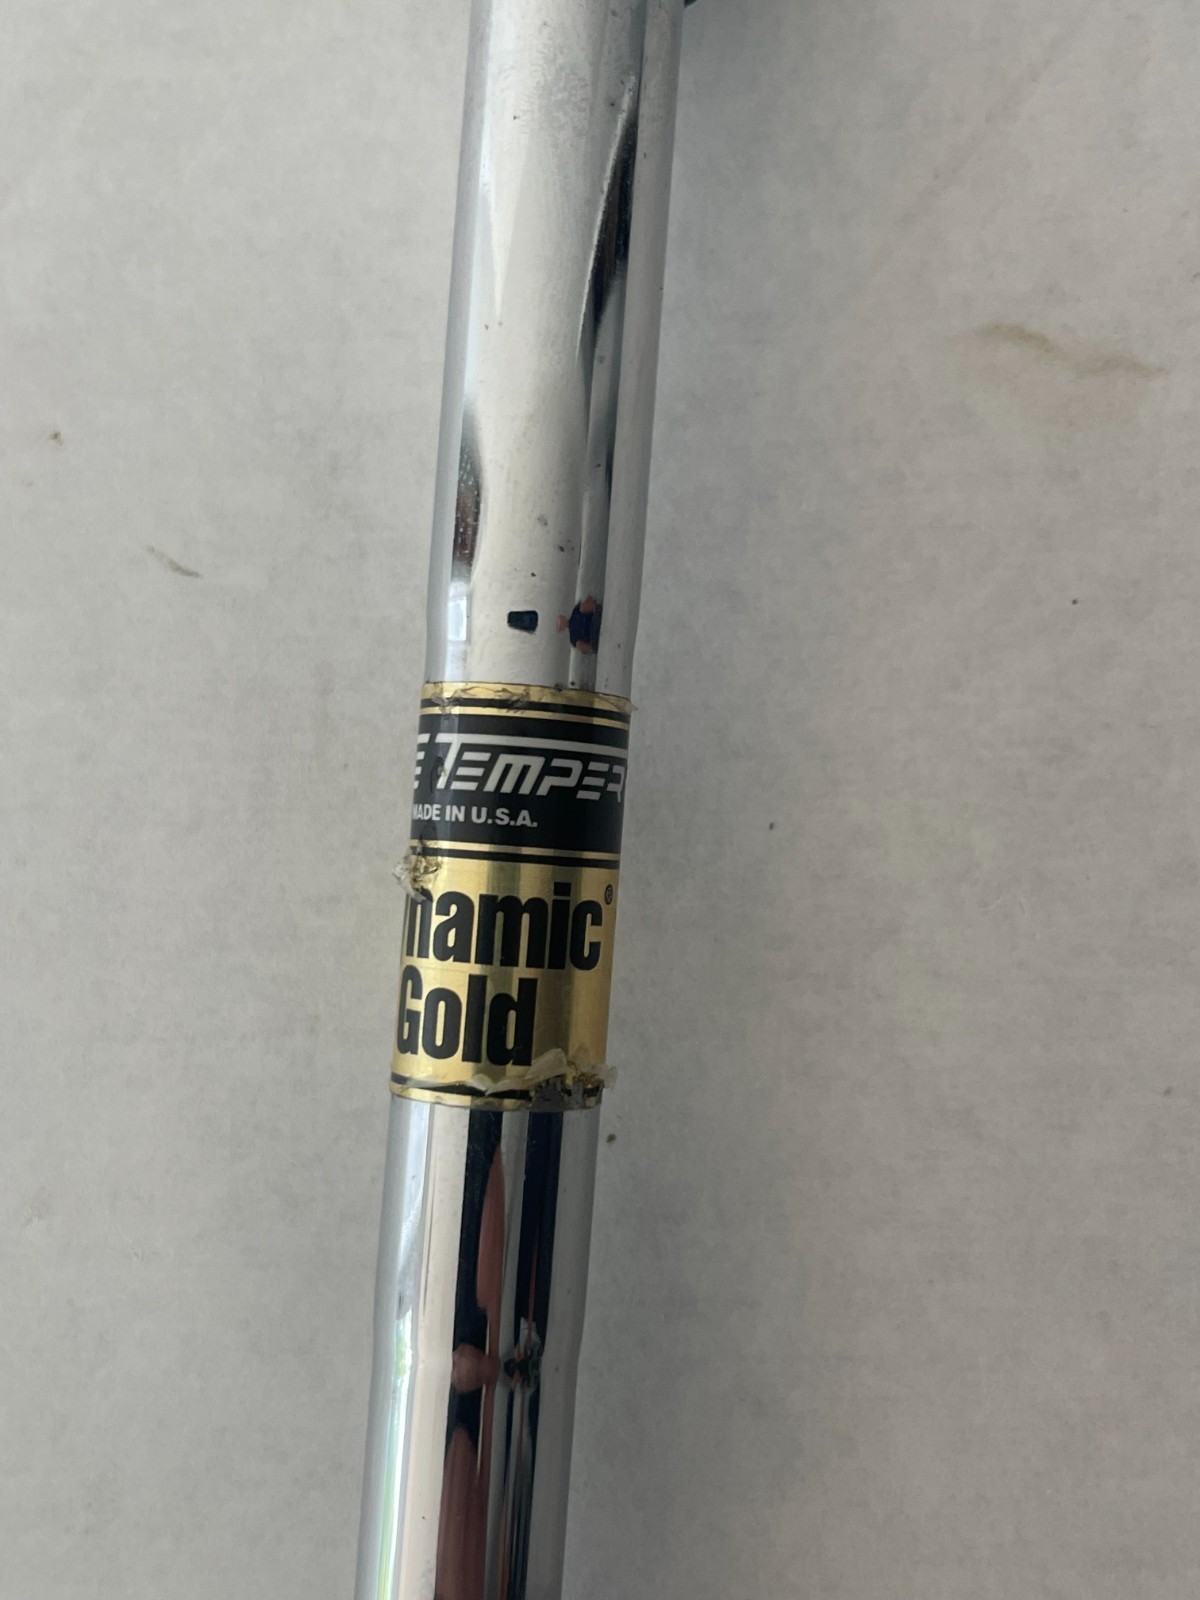 E TEMPER
MADE IN U.S.A.
namic®
Gold